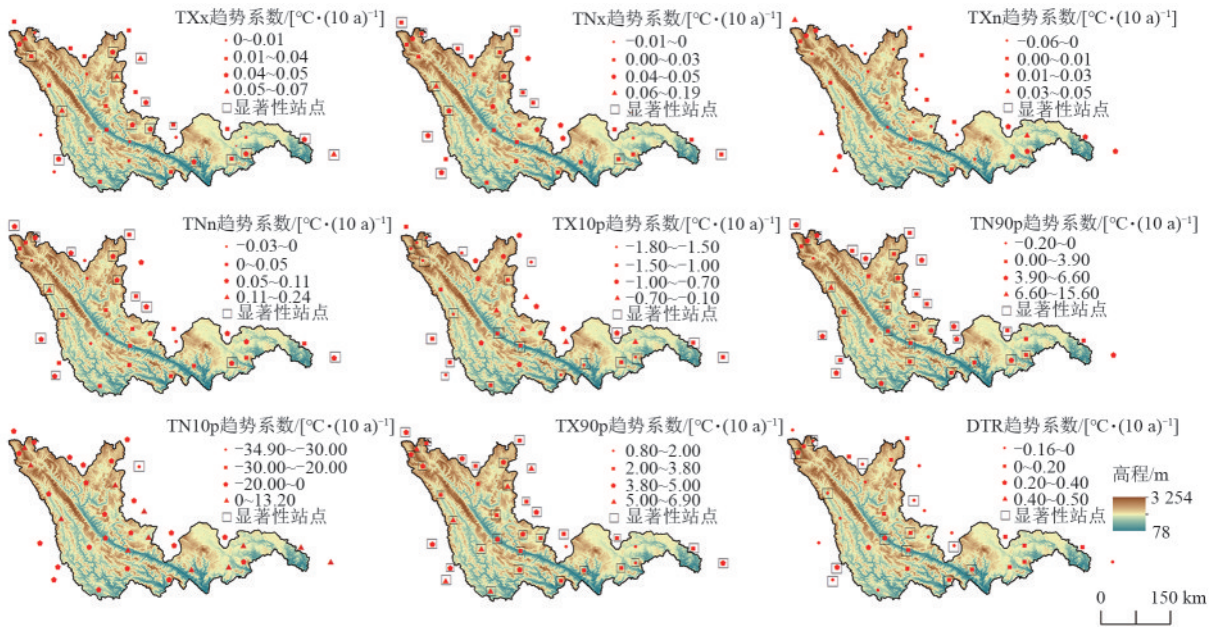 TXx趋势系数/[℃·(10 a)⁻¹]
0~0.01
0.01~0.04
0.04~0.05
0.05~0.07
显著性站点
TNx趋势系数/[℃·(10 a)⁻¹]
−0.01~0
0.00~0.03
0.04~0.05
0.06~0.19
显著性站点
TXn趋势系数/[℃·(10 a)⁻¹]
−0.06~0
0.00~0.01
0.01~0.03
0.03~0.05
显著性站点
TNn趋势系数/[℃·(10 a)⁻¹]
−0.03~0
0~0.05
0.05~0.11
0.11~0.24
显著性站点
TX10p趋势系数/[℃·(10 a)⁻¹]
−1.80~−1.50
−1.50~−1.00
−1.00~−0.70
−0.70~−0.10
显著性站点
TN90p趋势系数/[℃·(10 a)⁻¹]
−0.20~0
0.00~3.90
3.90~6.60
6.60~15.60
显著性站点
TN10p趋势系数/[℃·(10 a)⁻¹]
−34.90~−30.00
−30.00~−20.00
−20.00~0
0~13.20
显著性站点
TX90p趋势系数/[℃·(10 a)⁻¹]
0.80~2.00
2.00~3.80
3.80~5.00
5.00~6.90
显著性站点
DTR趋势系数/[℃·(10 a)⁻¹]
−0.16~0
0~0.20
0.20~0.40
0.40~0.50
显著性站点
高程/m
3 254
78
0 150 km